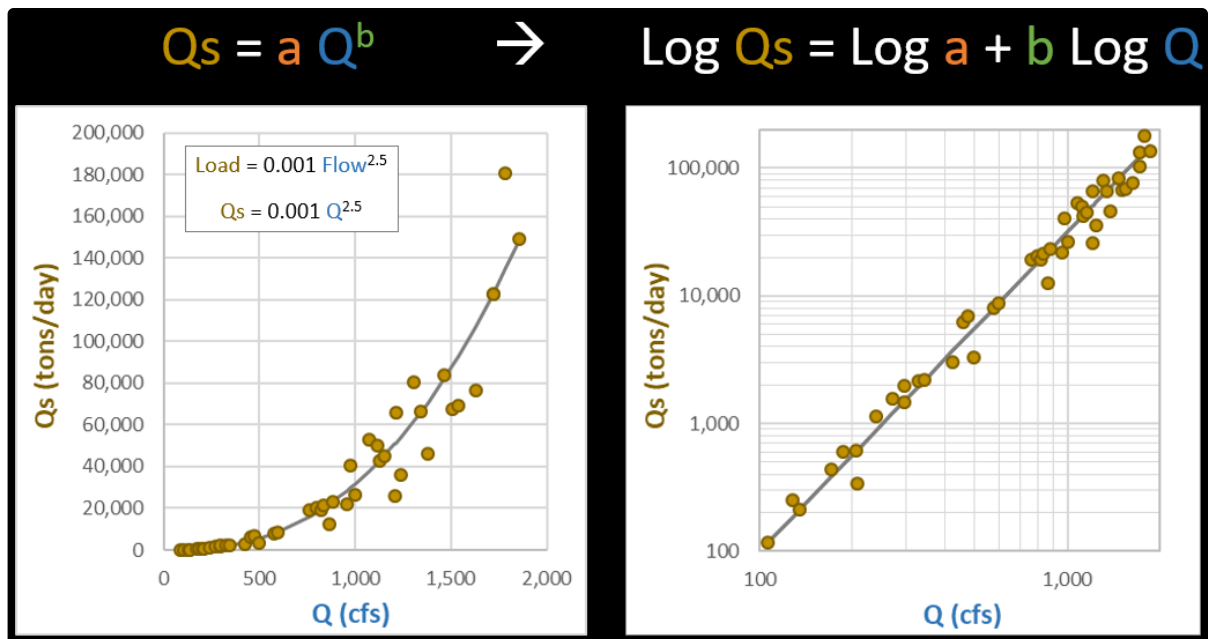 Qs = a Q^b → Log Qs = Log a + b Log Q
200,000
180,000
160,000
140,000
120,000
100,000
80,000
60,000
40,000
20,000
0
Load = 0.001 Flow^2.5
Qs = 0.001 Q^2.5
Qs (tons/day)
0 500 1,000 1,500 2,000
Q (cfs)
100,000
10,000
1,000
100
Qs (tons/day)
100 1,000
Q (cfs)